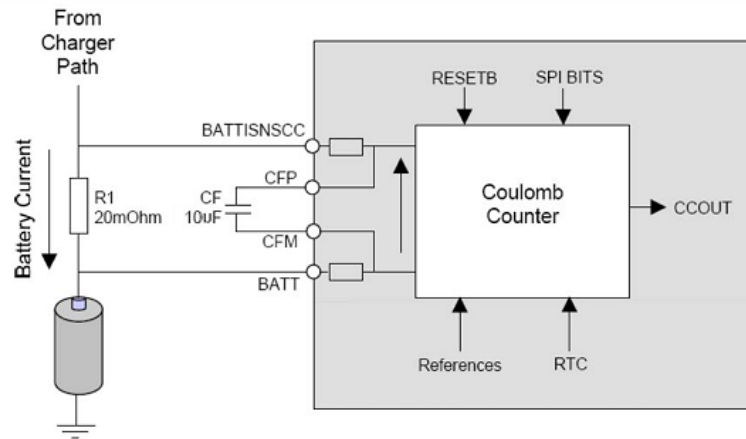 From
Charger
Path
RESETB
SPI BITS
BATTISNSCC
CFP
R1
20mOhm
CF
10uF
Battery Current
Coulomb
Counter
CCOUT
CFM
BATT
References
RTC